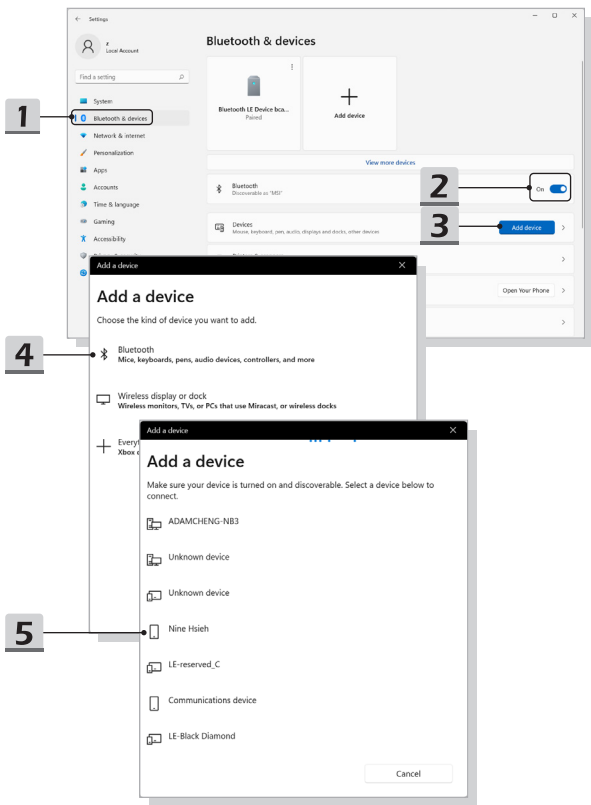 Settings
z
Local Account
Find a setting
System
Bluetooth & devices
Network & internet
Personalization
Apps
Accounts
Time & language
Gaming
Accessibility
Bluetooth & devices
Bluetooth LE Device bca...
Paired
Add device
View more devices
Bluetooth
Discoverable as "MSI"
On
Devices
Mouse, keyboard, pen, audio, displays and docks, other devices
Add device
Open Your Phone
1
2
3
Add a device
Add a device
Choose the kind of device you want to add.
Bluetooth
Mice, keyboards, pens, audio devices, controllers, and more
Wireless display or dock
Wireless monitors, TVs, or PCs that use Miracast, or wireless docks
Xbox
4
Add a device
Add a device
Make sure your device is turned on and discoverable. Select a device below to
connect.
ADAMCHENG-NB3
Unknown device
Unknown device
Nine Hsieh
LE-reserved_C
Communications device
LE-Black Diamond
Cancel
5